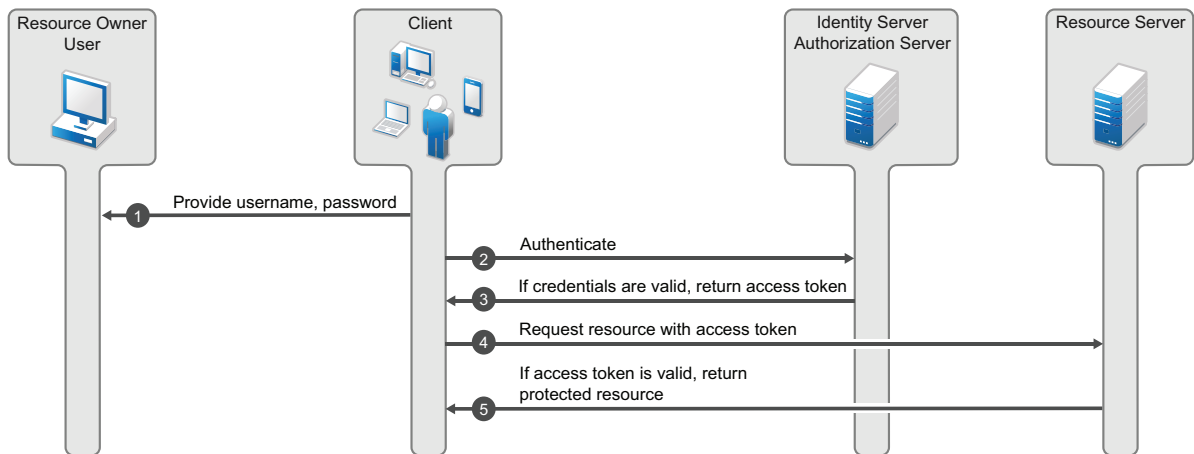 Resource Owner
User
Client
Identity Server
Authorization Server
Resource Server
Provide username, password
1
Authenticate
2
If credentials are valid, return access token
3
Request resource with access token
4
If access token is valid, return
protected resource
5